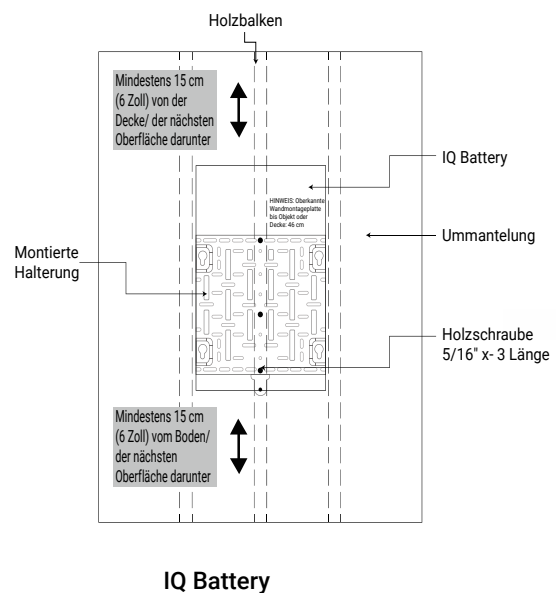 Holzbalken
Mindestens 15 cm
(6 Zoll) von der
Decke/ der nächsten
Oberfläche darunter
IQ Battery
HINWEIS: Oberkannte
Wandmontageplatte
bis Objekt oder
Decke: 46 cm
Ummantelung
Montierte
Halterung
Holzschraube
5/16" x- 3 Länge
Mindestens 15 cm
(6 Zoll) vom Boden/
der nächsten
Oberfläche darunter
IQ Battery